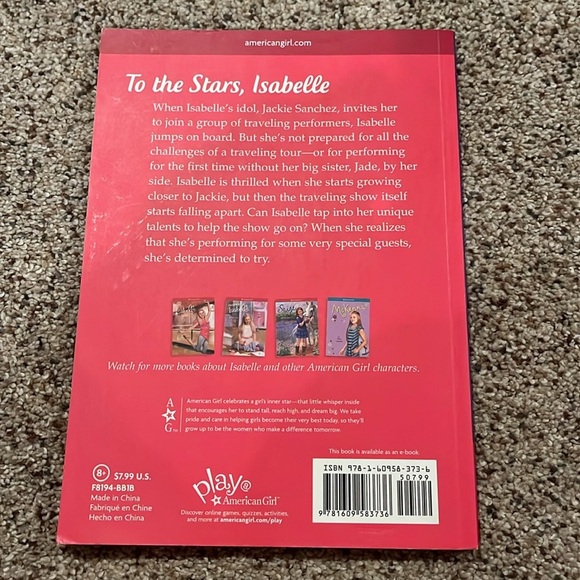 americangirl.com
To the Stars, Isabelle
When Isabelle's idol, Jackie Sanchez, invites her
to join a group of traveling performers, Isabelle
jumps on board. But she's not prepared for all the
challenges of a traveling tour—or for performing
for the first time without her big sister, Jade, by her
side. Isabelle is thrilled when she starts growing
closer to Jackie, but then the traveling show itself
starts falling apart. Can Isabelle tap into her unique
talents to help the show go on? When she realizes
that she's performing for some very special guests,
she's determined to try.
McKenna
Watch for more books about Isabelle and other American Girl characters.
A
G™
American Girl celebrates a girl's inner star—that little whisper inside
that encourages her to stand tall, reach high, and dream big. We take
pride and care in helping girls become their very best today, so they'll
grow up to be the women who make a difference tomorrow.
This book is available as an e-book.
8+ $7.99 U.S.
F8194-BB1B
Made in China
Fabriqué en Chine
Hecho en China
play@
American Girl
Discover online games, quizzes, activities,
and more at americangirl.com/play
ISBN 978-1-60958-373-6
50799
9781609583736